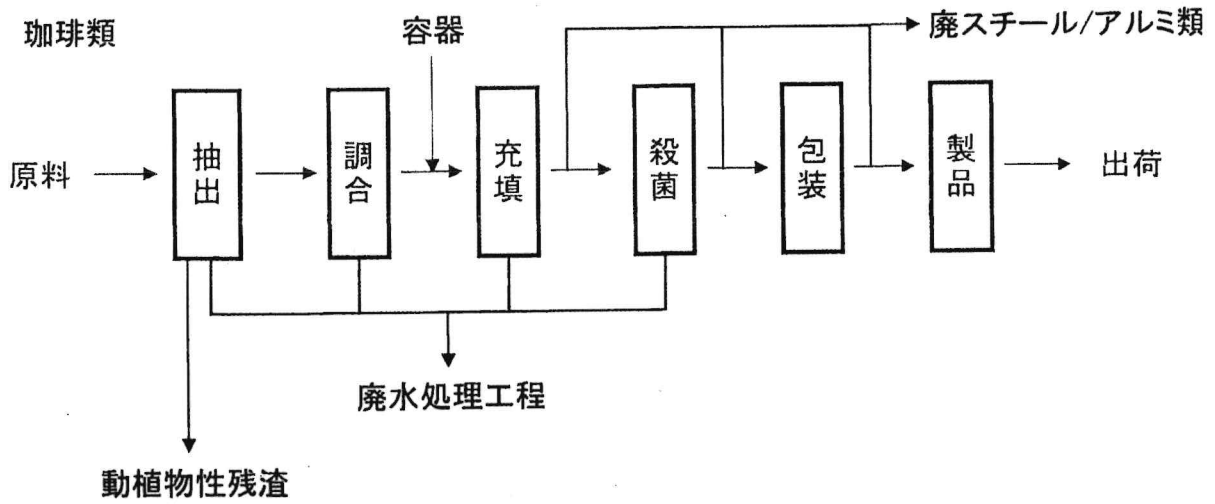 珈琲類
容器
廃スチール/アルミ類
原料
抽出
調合
充填
殺菌
包装
製品
出荷
廃水処理工程
動植物性残渣